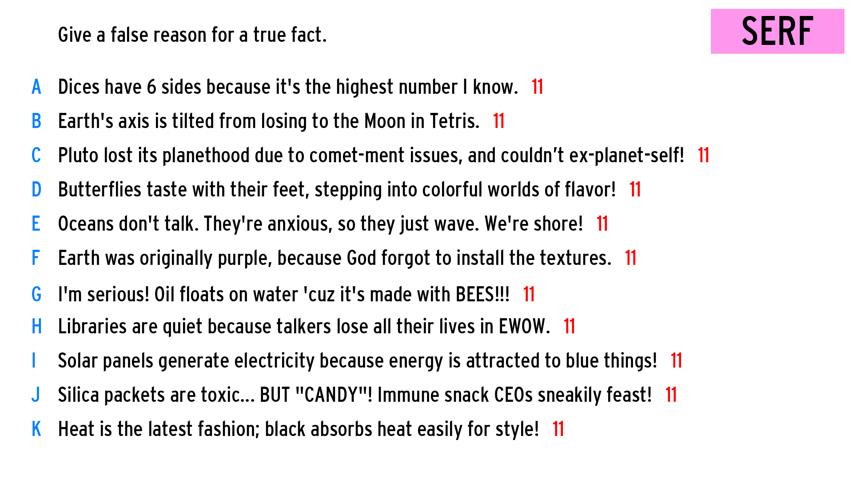 Give a false reason for a true fact.
SERF
A Dices have 6 sides because it's the highest number I know. 11
B Earth's axis is tilted from losing to the Moon in Tetris. 11
C Pluto lost its planethood due to comet-ment issues, and couldn’t ex-planet-self! 11
D Butterflies taste with their feet, stepping into colorful worlds of flavor! 11
E Oceans don't talk. They're anxious, so they just wave. We're shore! 11
F Earth was originally purple, because God forgot to install the textures. 11
G I'm serious! Oil floats on water 'cuz it's made with BEES!!! 11
H Libraries are quiet because talkers lose all their lives in EWOW. 11
I Solar panels generate electricity because energy is attracted to blue things! 11
J Silica packets are toxic... BUT "CANDY"! Immune snack CEOs sneakily feast! 11
K Heat is the latest fashion; black absorbs heat easily for style! 11